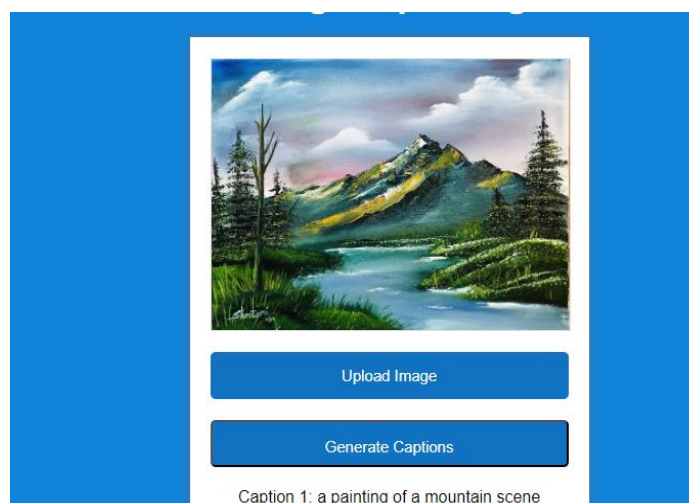 Upload Image
Generate Captions
Caption 1: a painting of a mountain scene